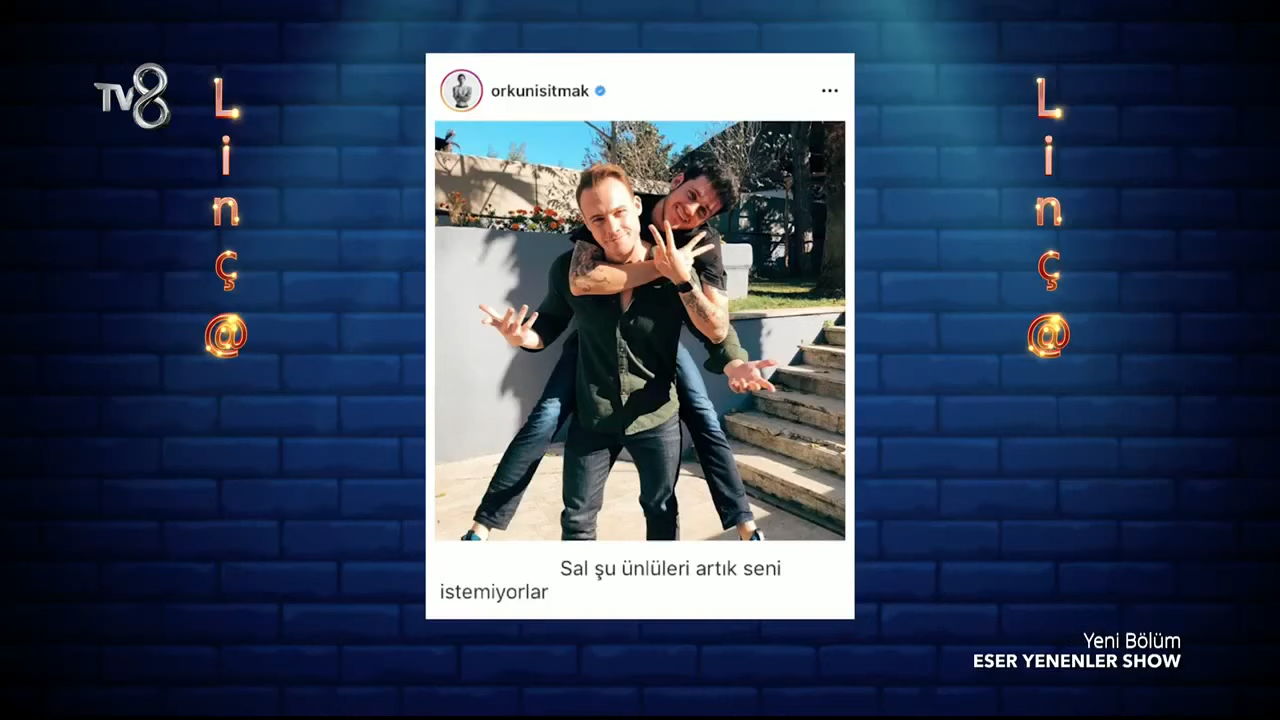 TV8
Linç@
Linç@
orkunisitmak
Sal şu ünlüleri artık seni
istemiyorlar
Yeni Bölüm
ESER YENENLER SHOW